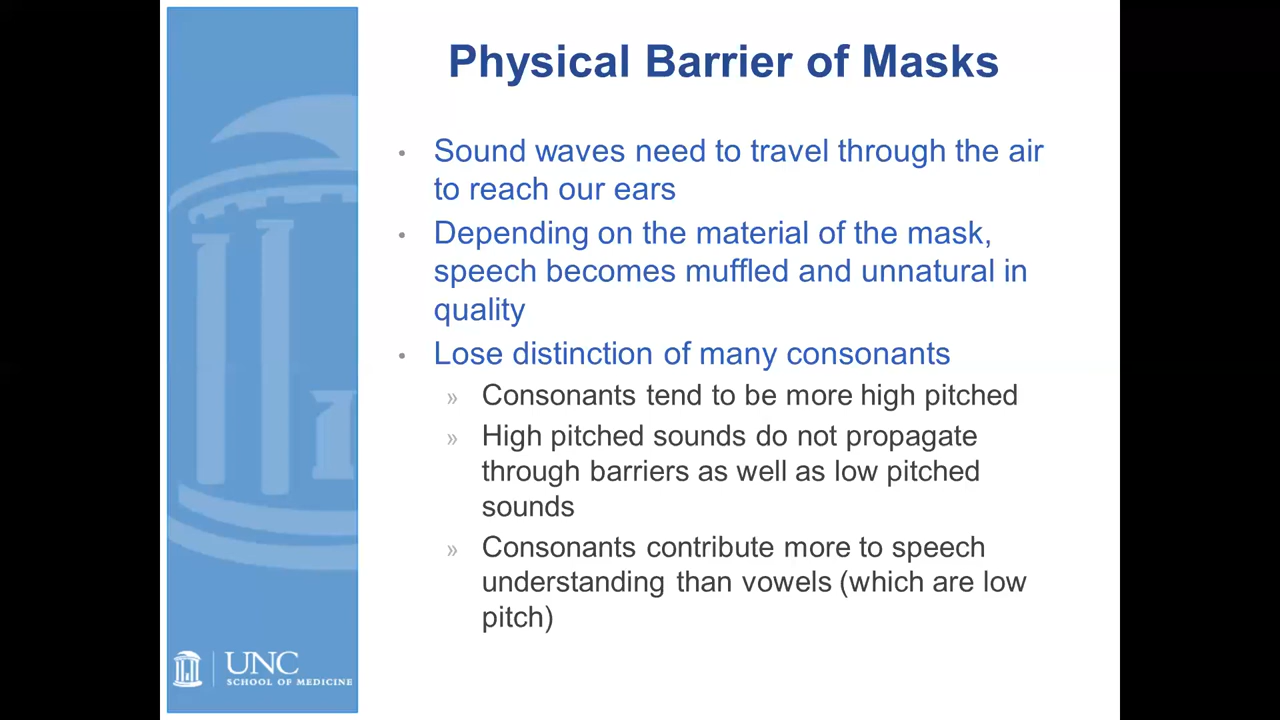 Physical Barrier of Masks
• Sound waves need to travel through the air
to reach our ears
• Depending on the material of the mask,
speech becomes muffled and unnatural in
quality
• Lose distinction of many consonants
» Consonants tend to be more high pitched
» High pitched sounds do not propagate
through barriers as well as low pitched
sounds
» Consonants contribute more to speech
understanding than vowels (which are low
pitch)
UNC
SCHOOL OF MEDICINE